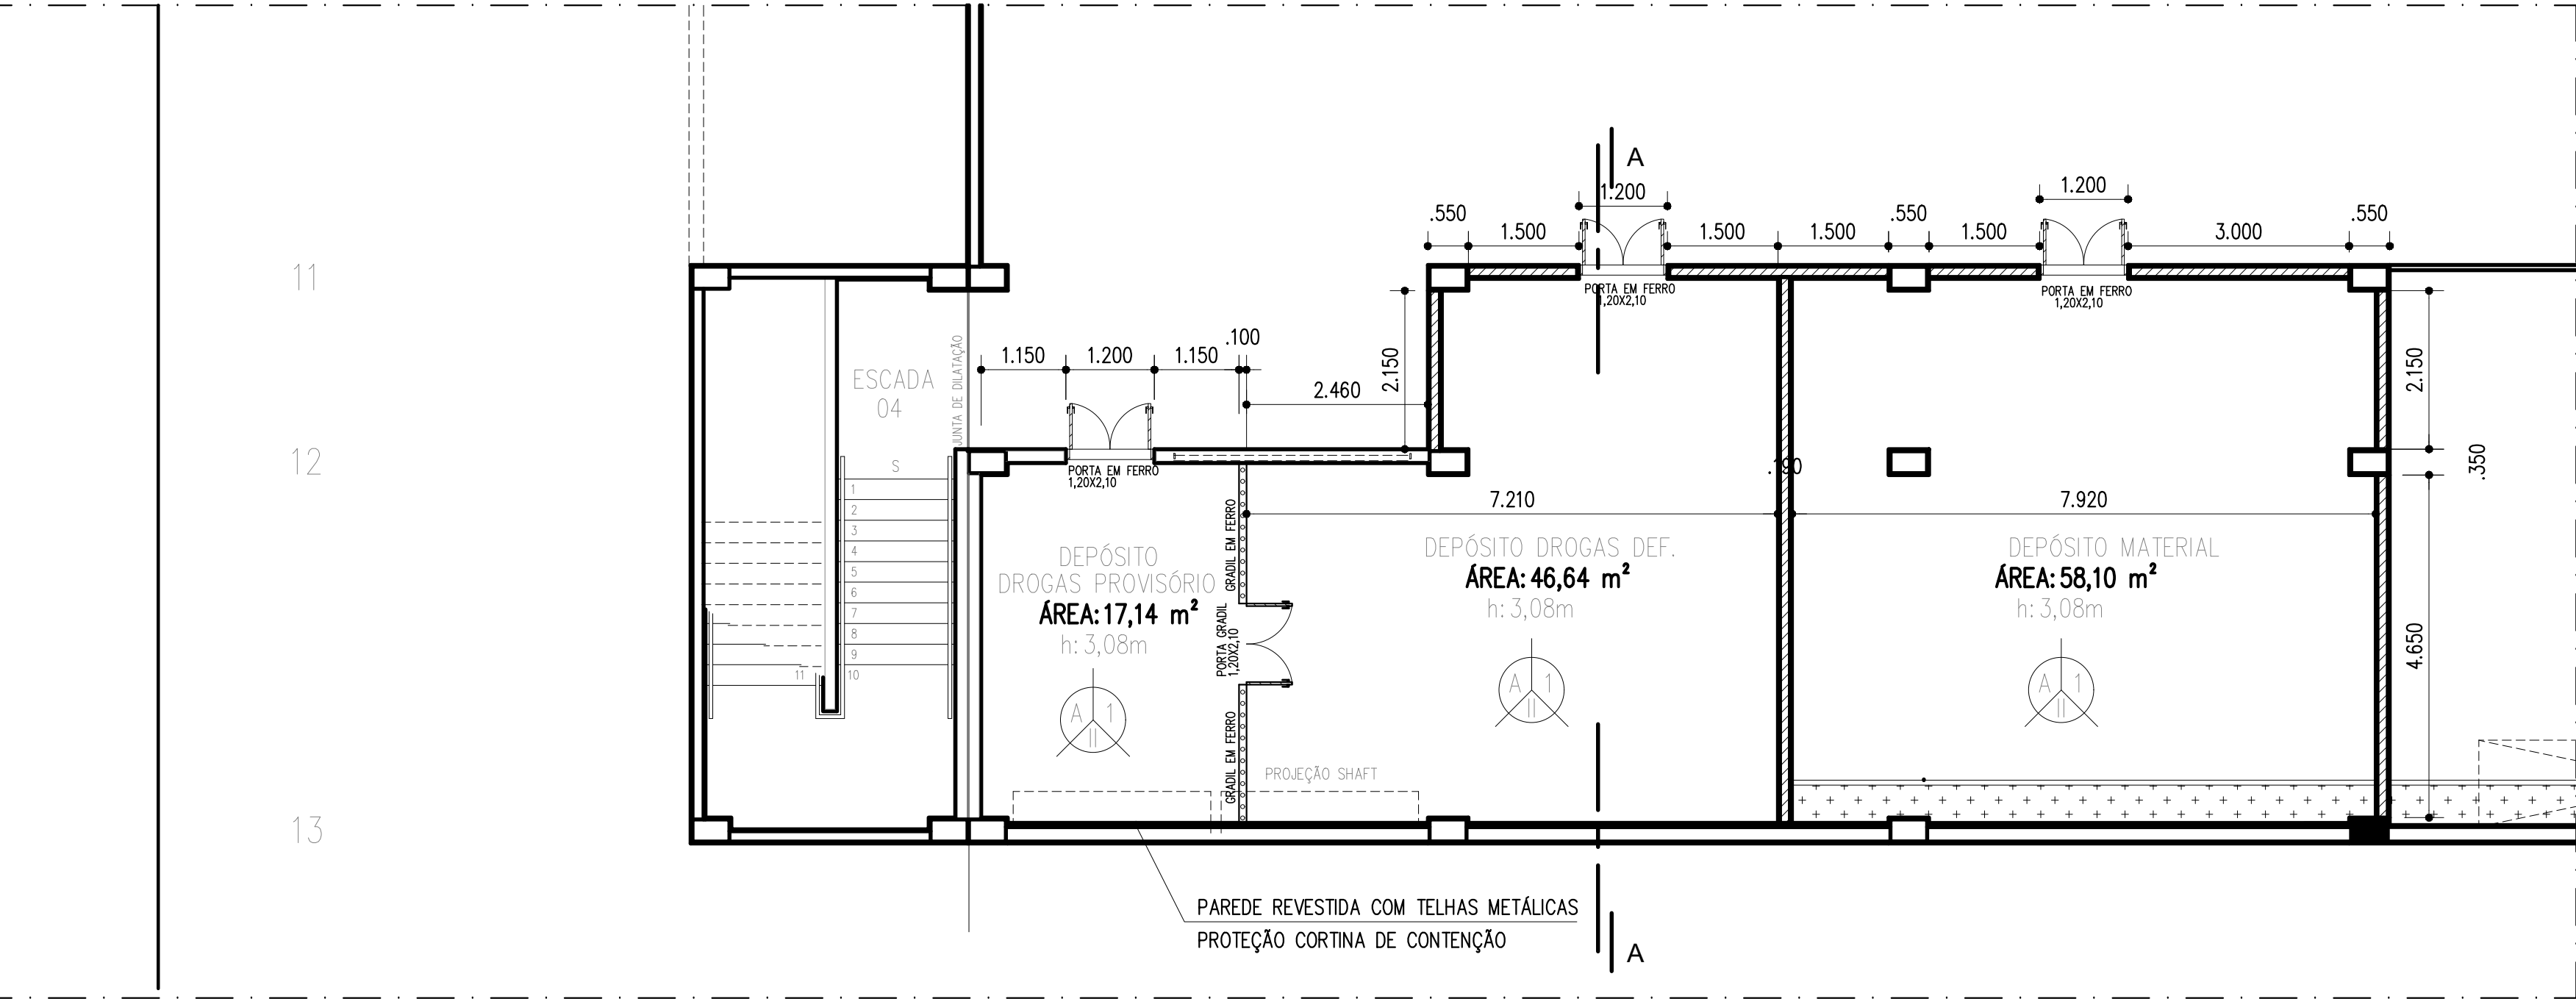 A
1.200
1.200
.550
1.500
1.500
1.500
.550
1.500
3.000
.550
11
PORTA EM FERRO
1,20X2,10
PORTA EM FERRO
1,20X2,10
JUNTA DE DILATAÇÃO
.100
1.150
1.200
1.150
2.460
2.150
2.150
ESCADA
04
12
S
PORTA EM FERRO
1,20X2,10
.190
.350
7.210
7.920
1
2
3
4
5
6
7
8
9
10
11
GRADIL EM FERRO
DEPÓSITO
DROGAS PROVISÓRIO
ÁREA: 17,14 m²
h: 3,08m
DEPÓSITO DROGAS DEF.
ÁREA: 46,64 m²
h: 3,08m
DEPÓSITO MATERIAL
ÁREA: 58,10 m²
h: 3,08m
PORTA GRADIL
1,20X2,10
4.650
A 1
II
A 1
II
A 1
II
GRADIL EM FERRO
PROJEÇÃO SHAFT
13
PAREDE REVESTIDA COM TELHAS METÁLICAS
PROTEÇÃO CORTINA DE CONTENÇÃO
A